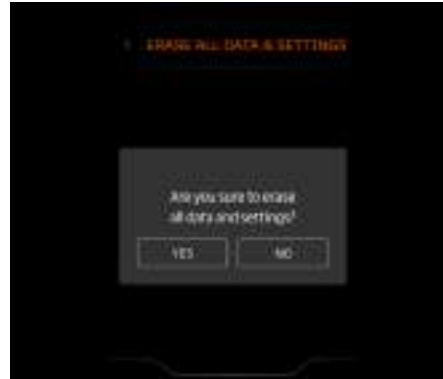 ERASE ALL DATA & SETTINGS
Are you sure to erase
all data and settings?
YES
NO